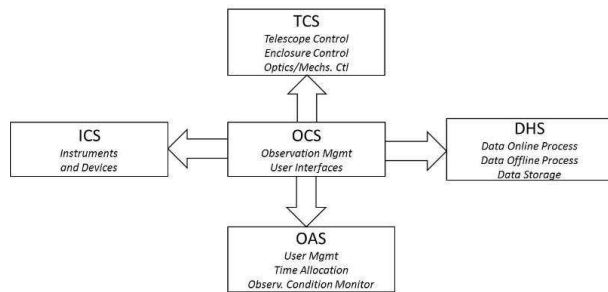 TCS
Telescope Control
Enclosure Control
Optics/Mechs. Ctl
ICS
Instruments
and Devices
OCS
Observation Mgmt
User Interfaces
DHS
Data Online Process
Data Offline Process
Data Storage
OAS
User Mgmt
Time Allocation
Observ. Condition Monitor